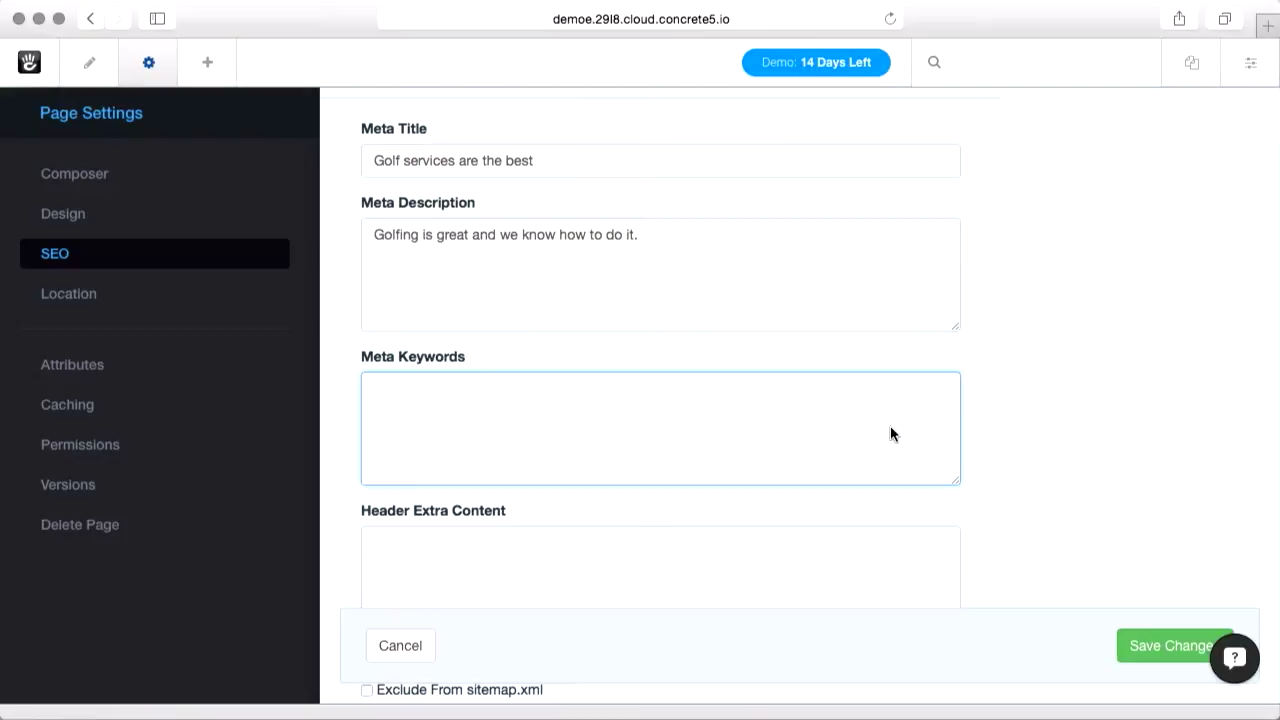 demoe.29l8.cloud.concrete5.io
Demo: 14 Days Left
Page Settings
Composer
Design
SEO
Location
Attributes
Caching
Permissions
Versions
Delete Page
Meta Title
Golf services are the best
Meta Description
Golfing is great and we know how to do it.
Meta Keywords
Header Extra Content
Cancel
Save Change
Exclude From sitemap.xml